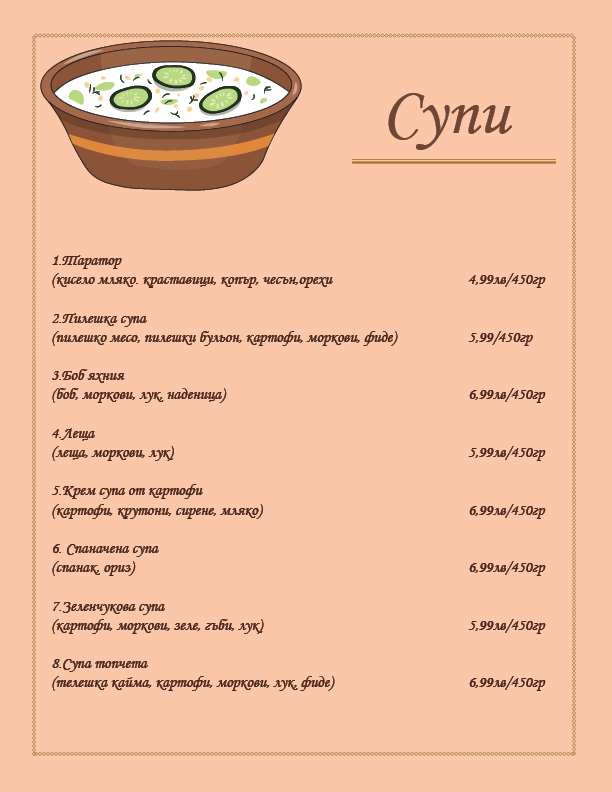 Супи
1.Таратор
(кисело мляко. краставици, копър, чесън,орехи 4,99лв/450гр
2.Пилешка супа
(пилешко месо, пилешки бульон, картофи, моркови, фиде) 5,99/450гр
3.Боб яхния
(боб, моркови, лук, наденица) 6,99лв/450гр
4.Леща
(леща, моркови, лук) 5,99лв/450гр
5.Крем супа от картофи
(картофи, крутони, сирене, мляко) 6,99лв/450гр
6. Спаначена супа
(спанак, ориз) 6,99лв/450гр
7.Зеленчукова супа
(картофи, моркови, зеле, гъби, лук) 5,99лв/450гр
8.Супа топчета
(телешка кайма, картофи, моркови, лук, фиде) 6,99лв/450гр